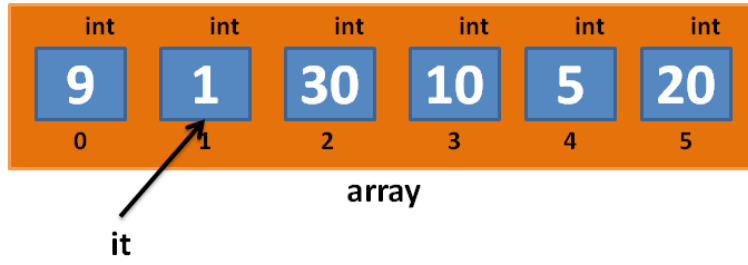 int int int int int int
9 1 30 10 5 20
0 1 2 3 4 5
array
it